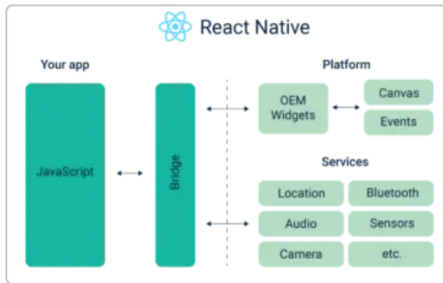 React Native
Your app
Platform
JavaScript
Bridge
OEM
Widgets
Canvas
Events
Services
Location
Bluetooth
Audio
Sensors
Camera
etc.